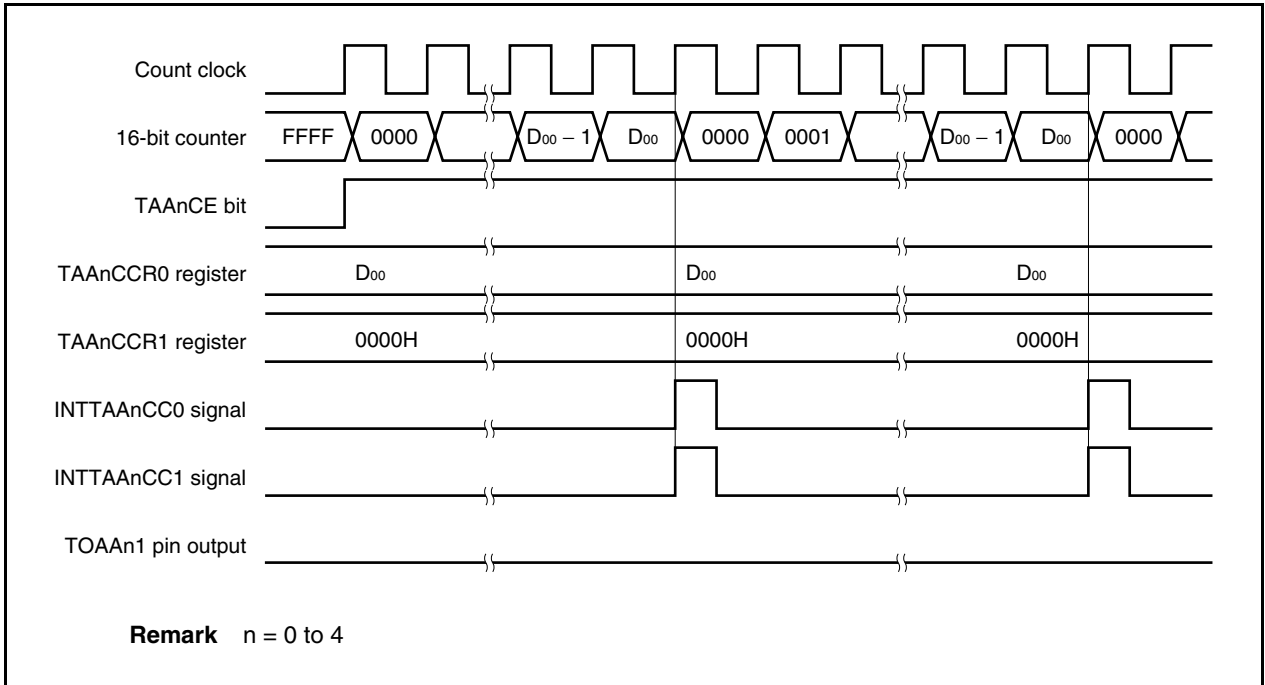 Count clock
16-bit counter FFFF 0000 D00 − 1 D00 0000 0001 D00 − 1 D00 0000
TAAnCE bit
TAAnCCR0 register D00 D00 D00
TAAnCCR1 register 0000H 0000H 0000H
INTTAAnCC0 signal
INTTAAnCC1 signal
TOAAn1 pin output
Remark n = 0 to 4